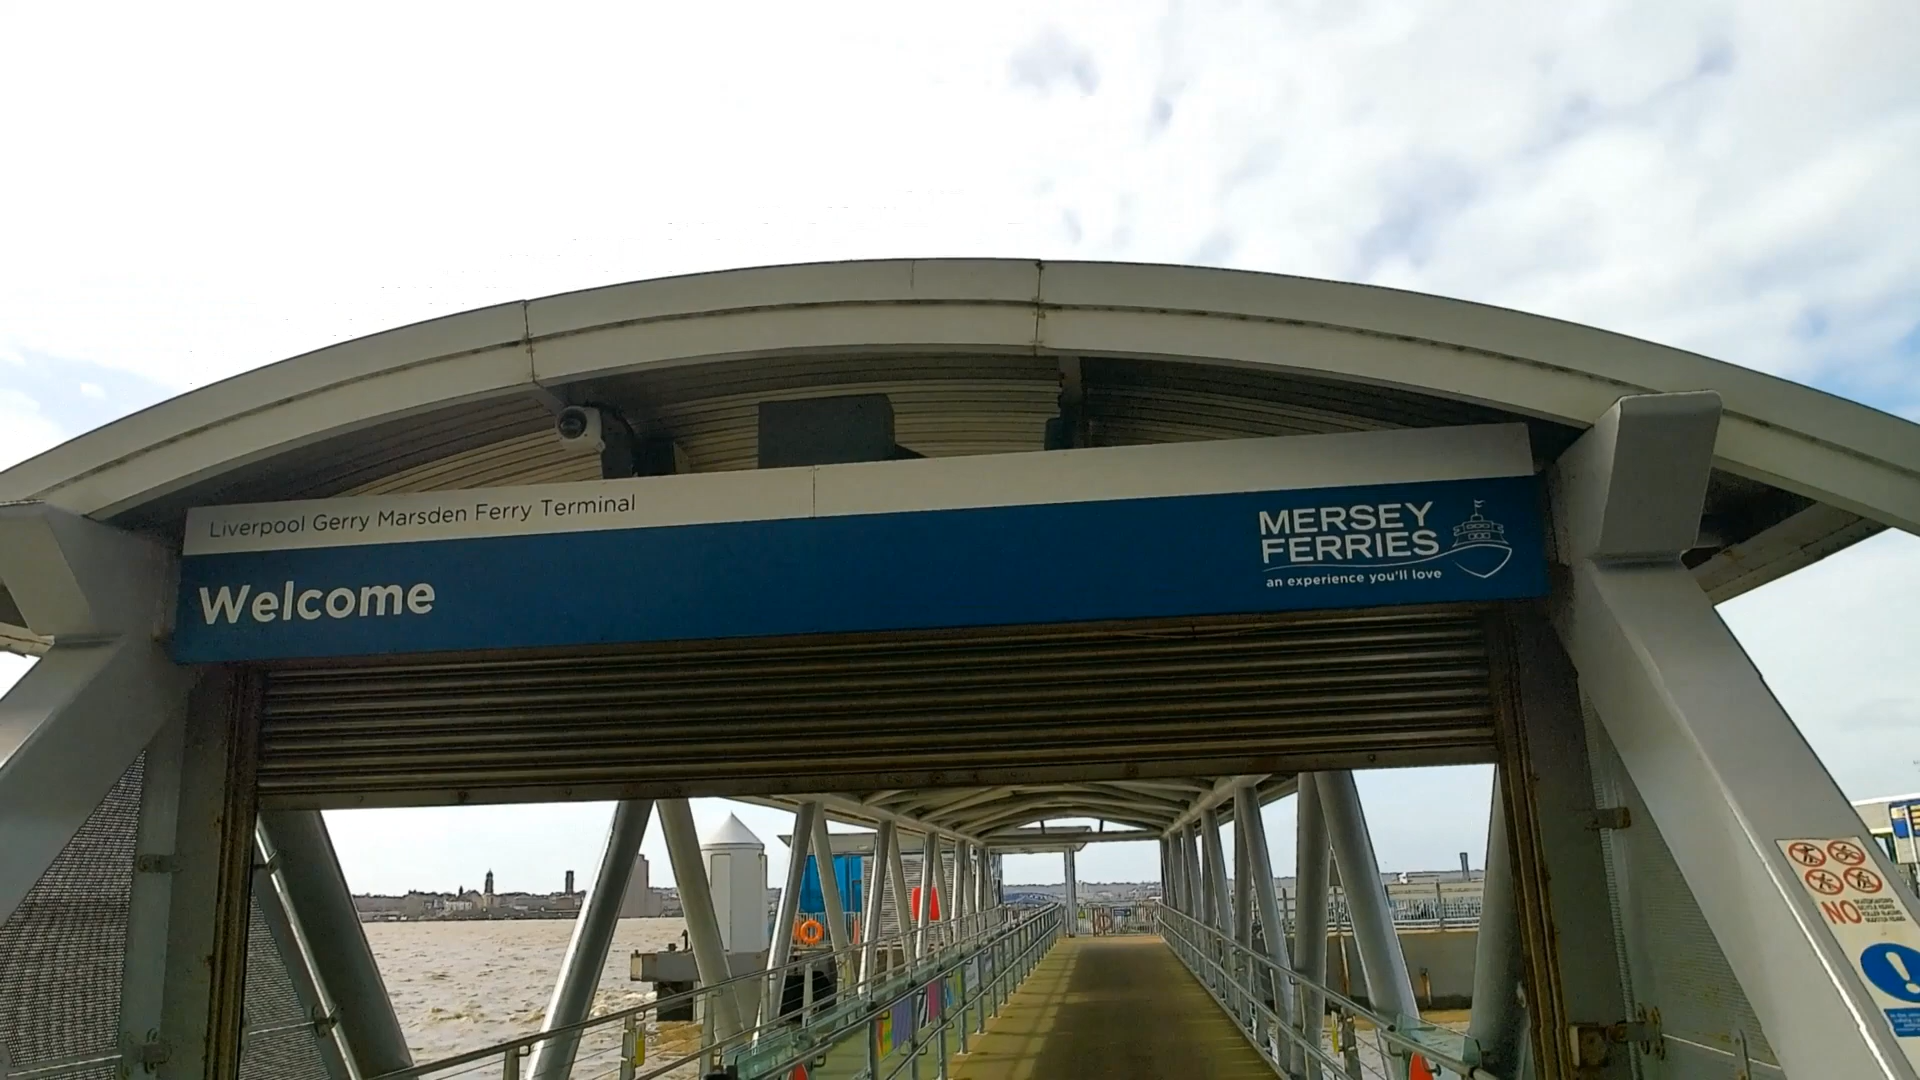 Liverpool Gerry Marsden Ferry Terminal
Welcome
MERSEY
FERRIES
an experience you'll love
NO